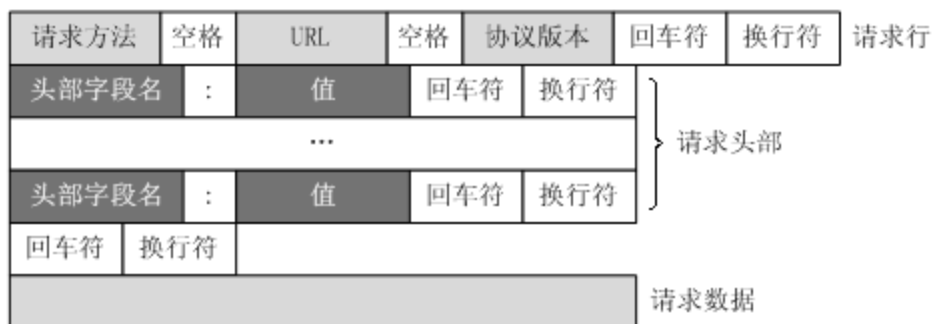 请求方法 空格 URL 空格 协议版本 回车符 换行符 请求行
头部字段名 : 值 回车符 换行符
…
请求头部
头部字段名 : 值 回车符 换行符
回车符 换行符
请求数据